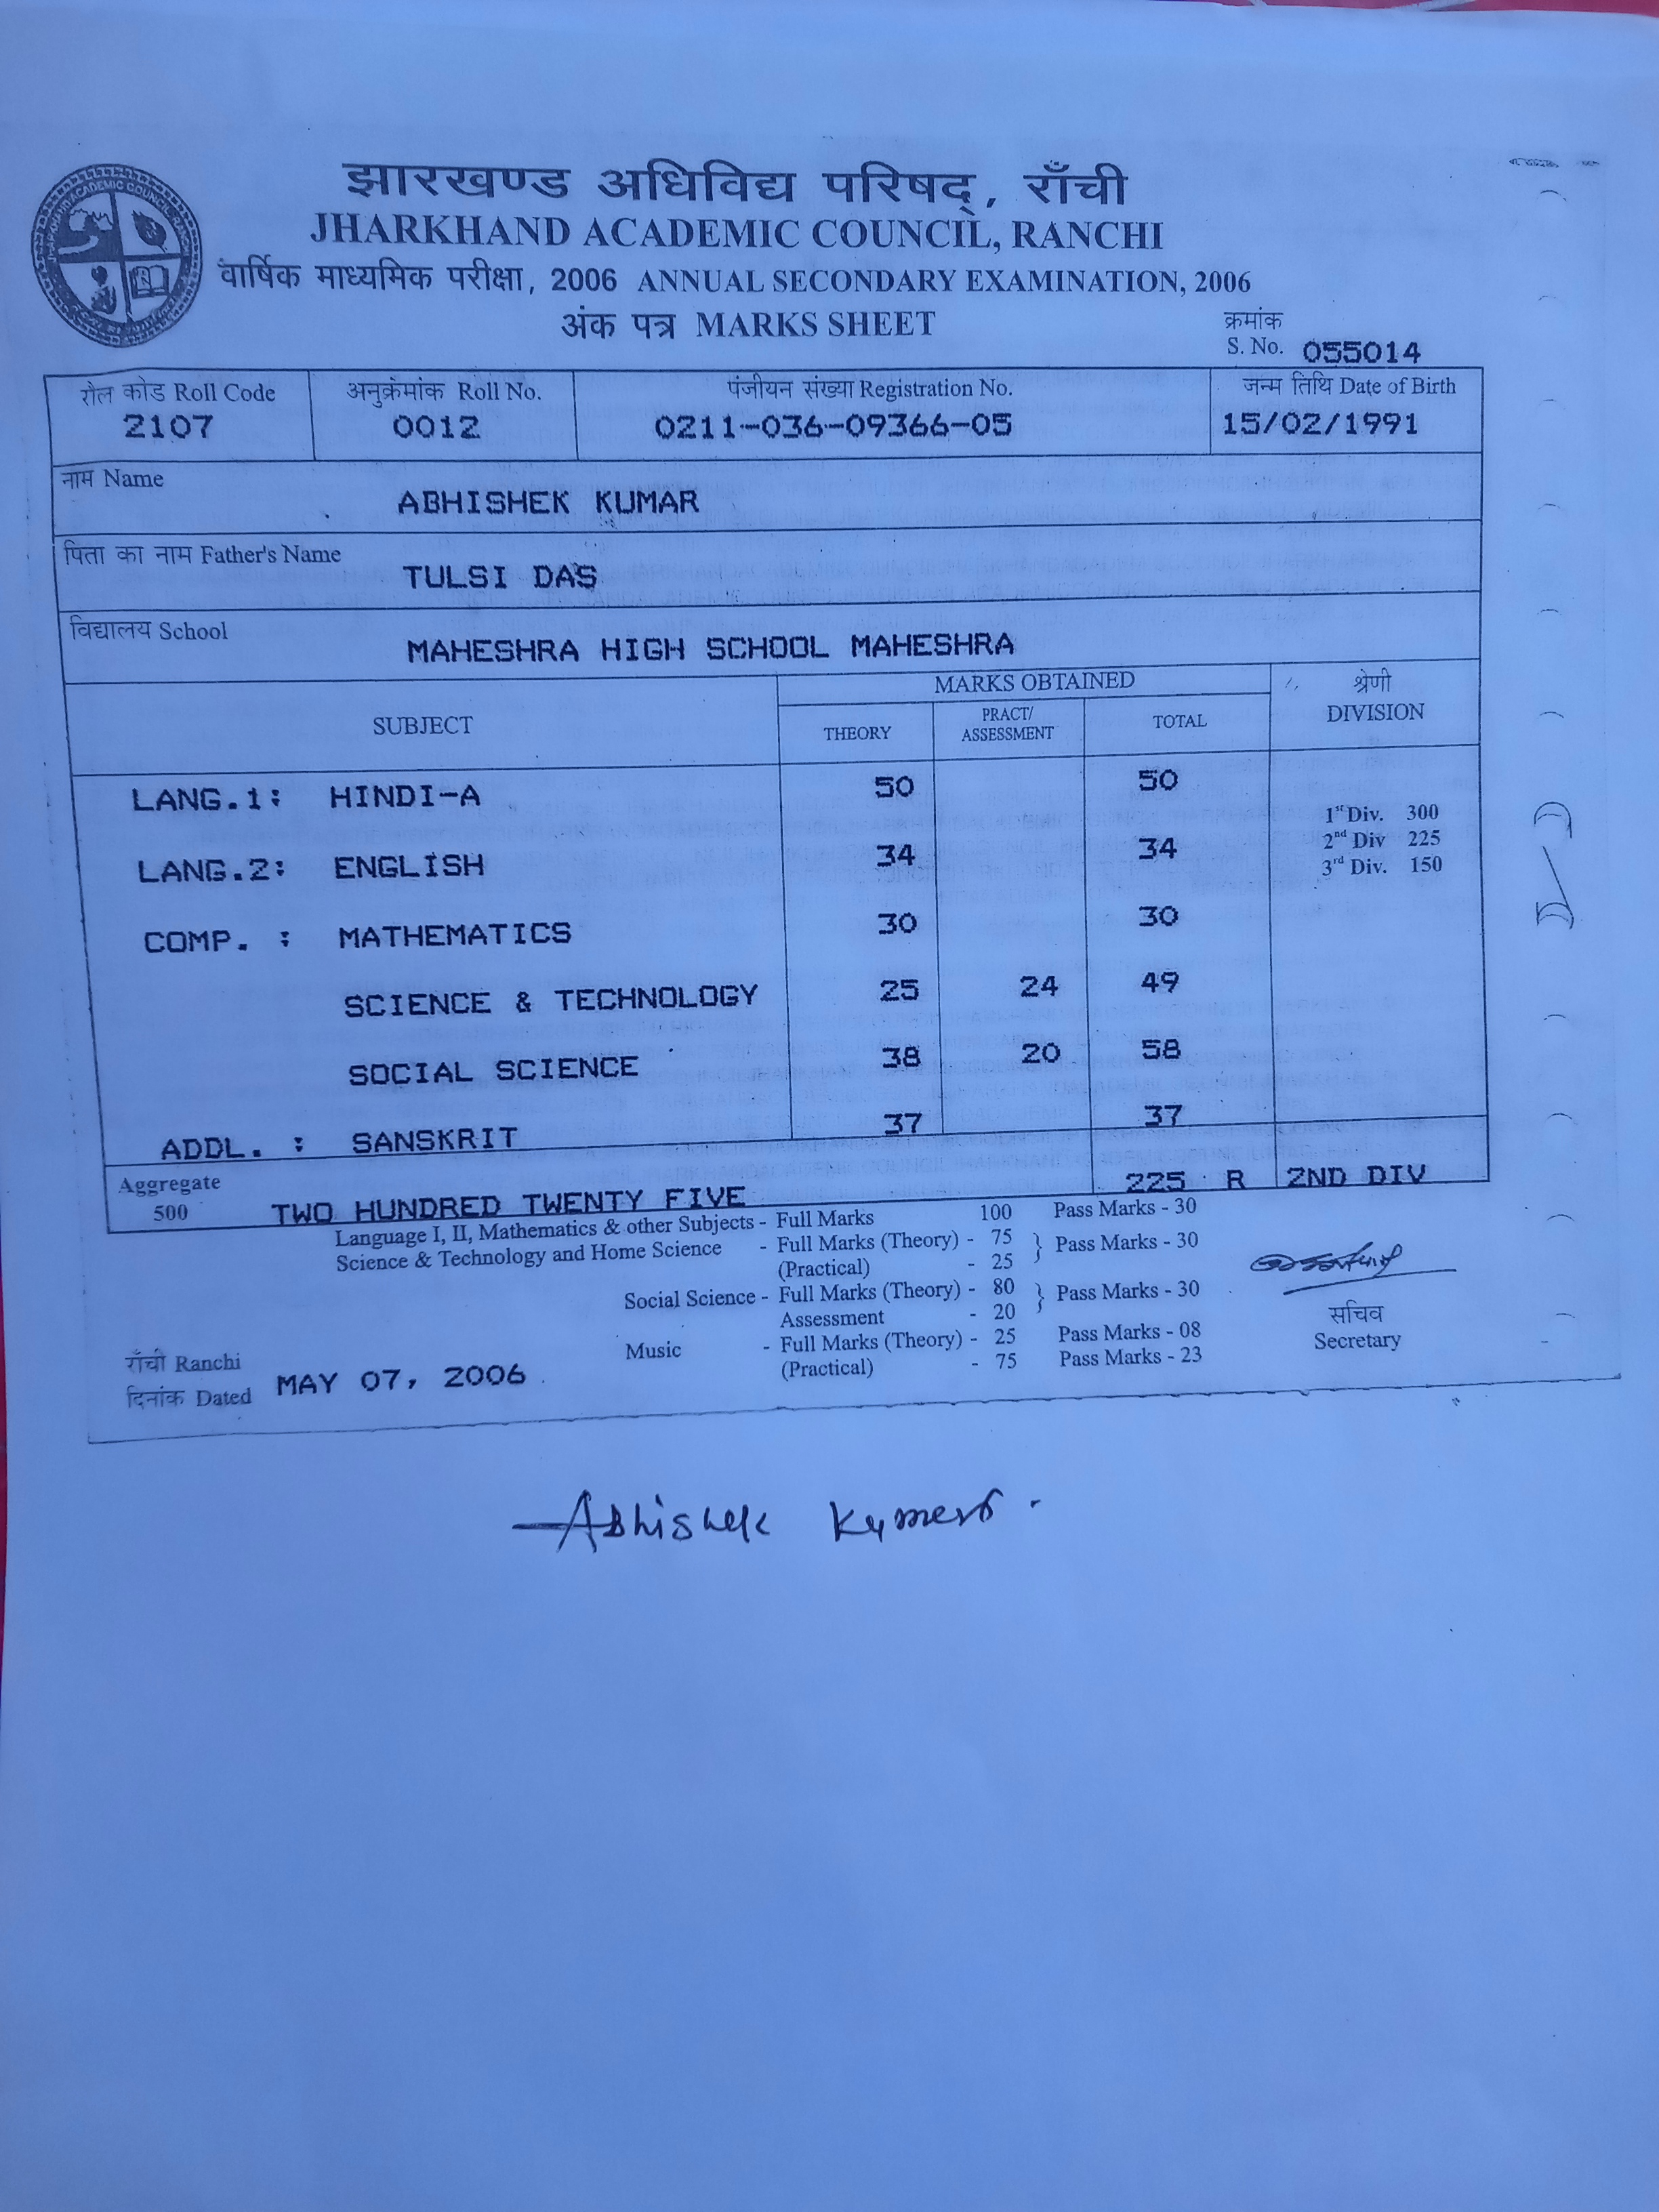 झारखण्ड अधिविद्य परिषद्, राँची
JHARKHAND ACADEMIC COUNCIL, RANCHI
वार्षिक माध्यमिक परीक्षा, 2006 ANNUAL SECONDARY EXAMINATION, 2006
अंक पत्र MARKS SHEET
क्रमांक
S. No. 055014
रौल कोड Roll Code अनुक्रमांक Roll No. पंजीयन संख्या Registration No. जन्म तिथि Date of Birth
2107 0012 0211-036-09366-05 15/02/1991
नाम Name ABHISHEK KUMAR
पिता का नाम Father's Name TULSI DAS
विद्यालय School MAHESHRA HIGH SCHOOL MAHESHRA
SUBJECT MARKS OBTAINED श्रेणी
THEORY PRACT/ ASSESSMENT TOTAL DIVISION
LANG.1: HINDI-A 50 50
1st Div. 300
LANG.2: ENGLISH 34 34
2nd Div 225
3rd Div. 150
COMP. : MATHEMATICS 30 30
SCIENCE & TECHNOLOGY 25 24 49
SOCIAL SCIENCE 38 20 58
ADDL. : SANSKRIT 37 37
Aggregate
500 TWO HUNDRED TWENTY FIVE 225 R 2ND DIV
Language I, II, Mathematics & other Subjects - Full Marks 100 Pass Marks - 30
Science & Technology and Home Science - Full Marks (Theory) - 75 } Pass Marks - 30
(Practical) - 25
Social Science - Full Marks (Theory) - 80 } Pass Marks - 30
Assessment - 20
Music - Full Marks (Theory) - 25 Pass Marks - 08
(Practical) - 75 Pass Marks - 23
सचिव
Secretary
राँची Ranchi
दिनांक Dated MAY 07, 2006
Abhishek Kumar